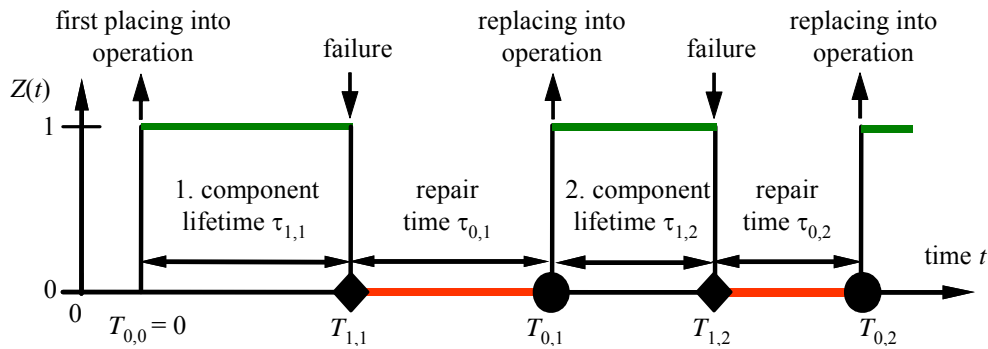 first placing into
operation
failure
replacing into
operation
failure
replacing into
operation
Z(t)
1
1. component
lifetime τ1,1
repair
time τ0,1
2. component
lifetime τ1,2
repair
time τ0,2
time t
0
0
T0,0 = 0
T1,1
T0,1
T1,2
T0,2